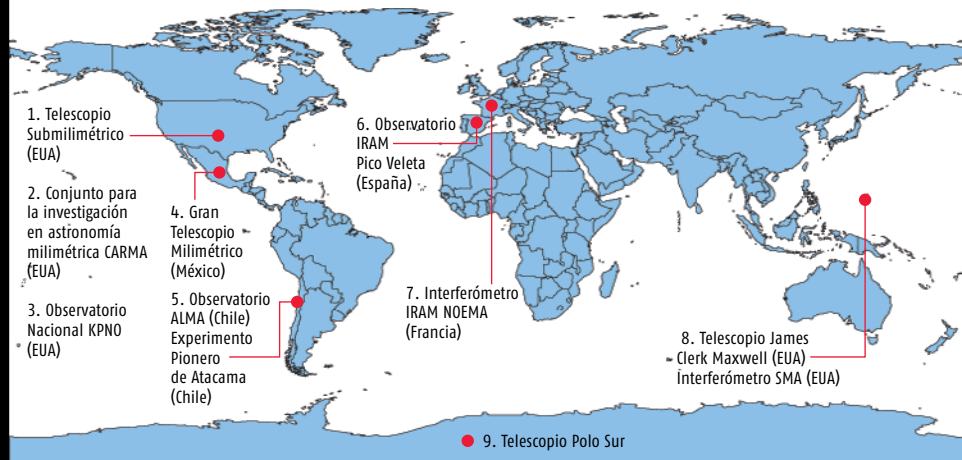 1. Telescopio
Submilimétrico
(EUA)
2. Conjunto para
la investigación
en astronomía
milimétrica CARMA
(EUA)
3. Observatorio
Nacional KPNO
(EUA)
4. Gran
Telescopio
Milimétrico
(México)
5. Observatorio
ALMA (Chile)
Experimento
Pionero
de Atacama
(Chile)
6. Observatorio
IRAM
Pico Veleta
(España)
7. Interferómetro
IRAM NOEMA
(Francia)
8. Telescopio James
Clerk Maxwell (EUA)
Interferómetro SMA (EUA)
9. Telescopio Polo Sur